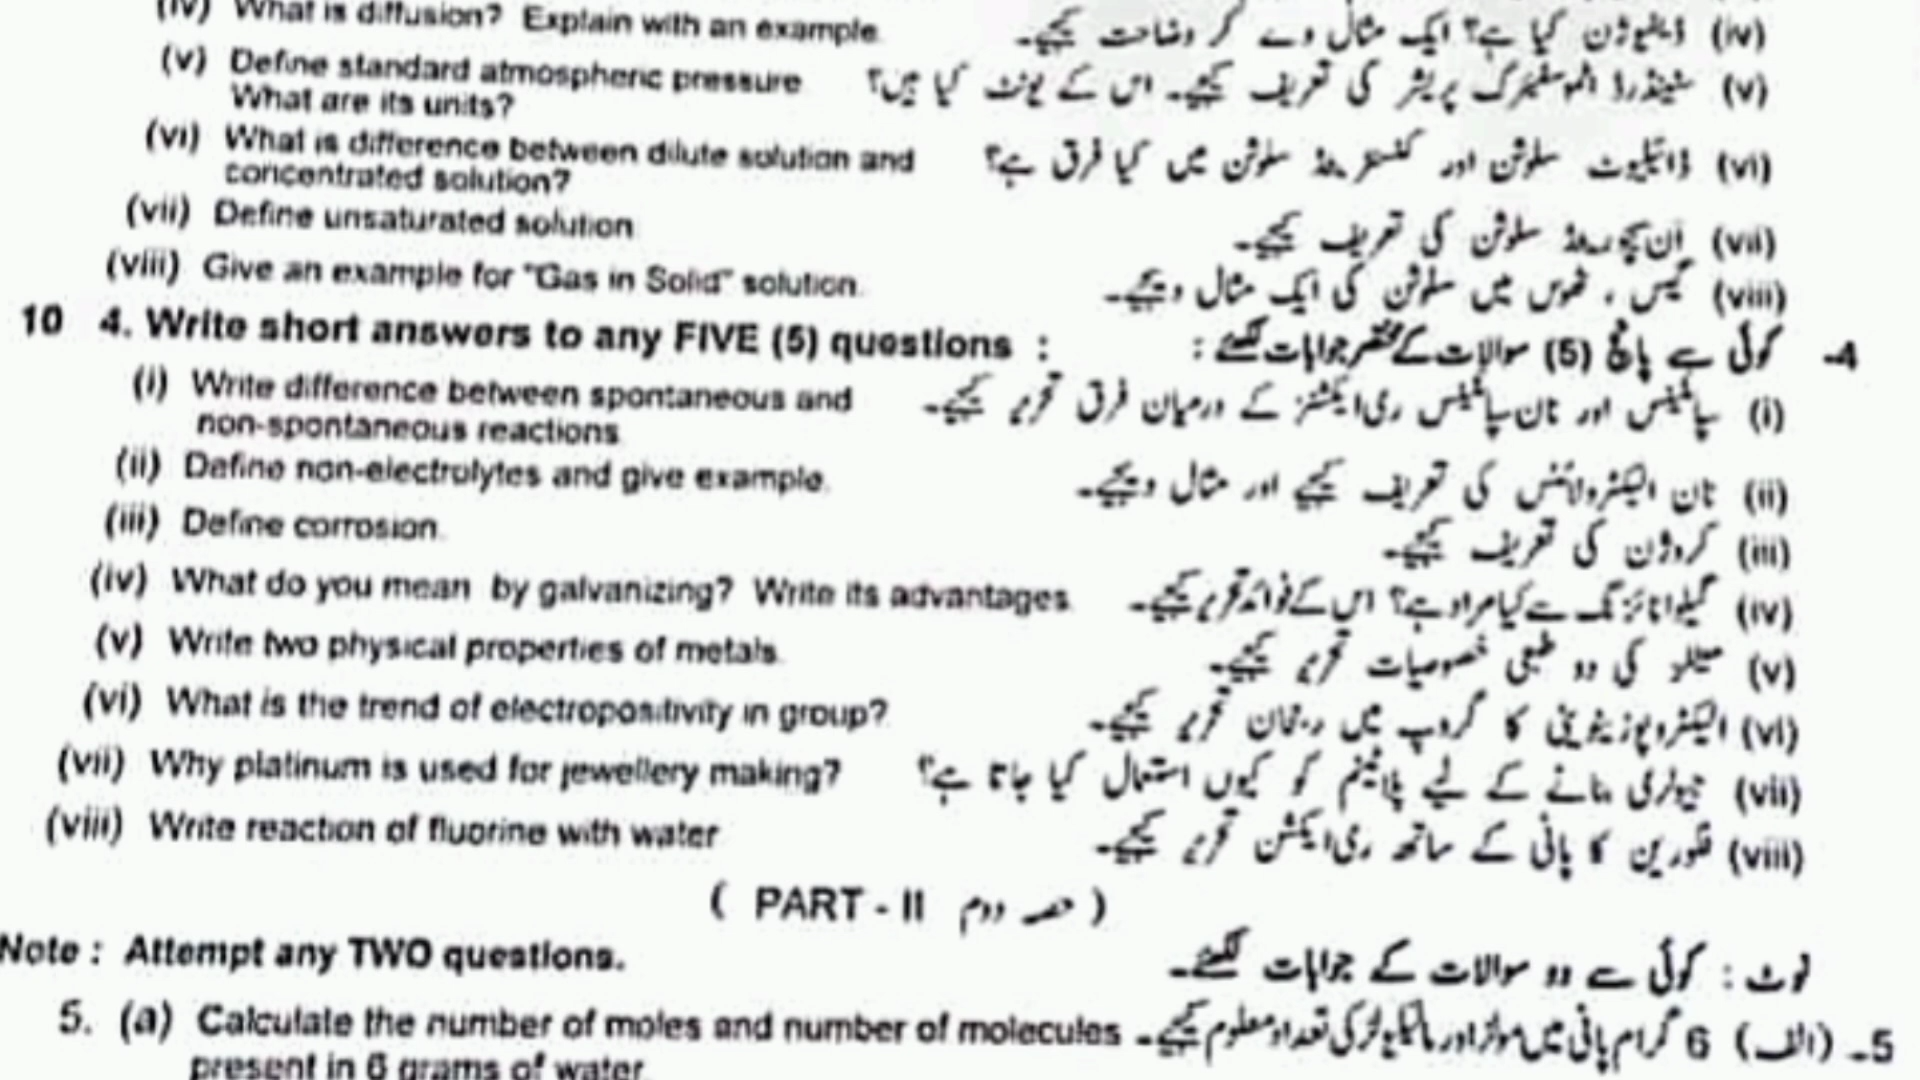 (iv) What is diffusion? Explain with an example.
(iv) ڈفیوژن کیا ہے؟ ایک مثال دے کر وضاحت کیجیے۔
(v) Define standard atmospheric pressure.
What are its units?
(v) سٹینڈرڈ اٹموسفیرک پریشر کی تعریف کیجیے۔ اس کے یونٹ کیا ہیں؟
(vi) What is difference between dilute solution and
concentrated solution?
(vi) ڈائیلیوٹ سلوشن اور کنسنٹریٹڈ سلوشن میں کیا فرق ہے؟
(vii) Define unsaturated solution
(vii) ان سچوریٹڈ سلوشن کی تعریف کیجیے۔
(viii) Give an example for "Gas in Solid" solution.
(viii) گیس ، ٹھوس میں سلوشن کی ایک مثال دیجیے۔
10 4. Write short answers to any FIVE (5) questions :
4- کوئی سے پانچ (5) سوالات کے مختصر جوابات لکھئے :
(i) Write difference between spontaneous and
non-spontaneous reactions.
(i) سپانٹینیس اور نان سپانٹینیس ری ایکشنز کے درمیان فرق تحریر کیجیے۔
(ii) Define non-electrolytes and give example.
(ii) نان الیکٹرولائٹس کی تعریف کیجیے اور مثال دیجیے۔
(iii) Define corrosion.
(iii) کروژن کی تعریف کیجیے۔
(iv) What do you mean by galvanizing? Write its advantages.
(iv) گیلوانائزنگ سے کیا مراد ہے؟ اس کے فوائد تحریر کیجیے۔
(v) Write two physical properties of metals.
(v) میٹلز کی دو طبعی خصوصیات تحریر کیجیے۔
(vi) What is the trend of electropositivity in group?
(vi) الیکٹروپوزیٹویٹی کا گروپ میں رجحان تحریر کیجیے۔
(vii) Why platinum is used for jewellery making?
(vii) جیولری بنانے کے لیے پلاٹینم کو کیوں استعمال کیا جاتا ہے؟
(viii) Write reaction of fluorine with water
(viii) فلورین کا پانی کے ساتھ ری ایکشن تحریر کیجیے۔
( PART - II حصہ دوم )
Note : Attempt any TWO questions.
نوٹ : کوئی سے دو سوالات کے جوابات لکھئے۔
5. (a) Calculate the number of moles and number of molecules
present in 6 grams of water.
5- (الف) 6 گرام پانی میں مولز اور مالیکیولز کی تعداد معلوم کیجیے۔